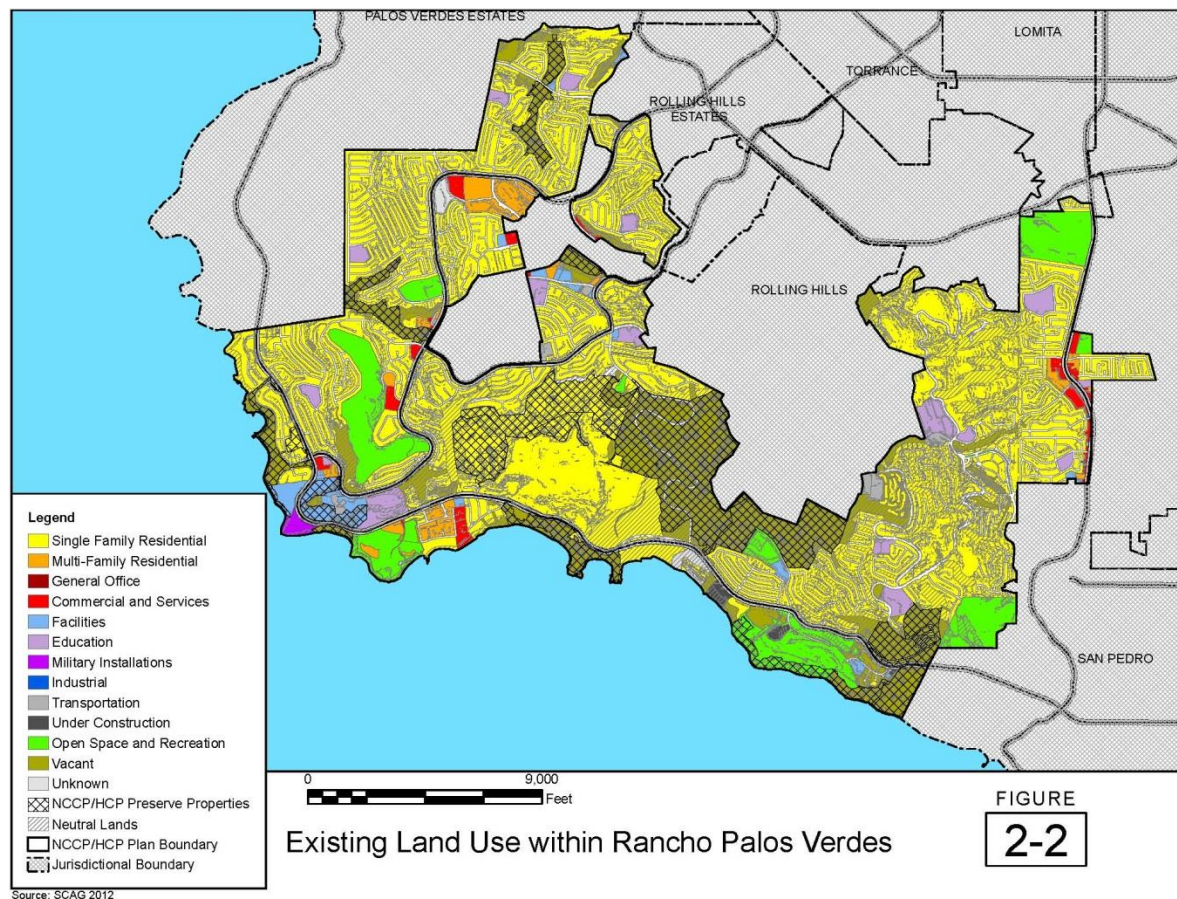 PALOS VERDES ESTATES
LOMITA
TORRANCE
ROLLING HILLS
ESTATES
ROLLING HILLS
SAN PEDRO
Legend
Single Family Residential
Multi-Family Residential
General Office
Commercial and Services
Facilities
Education
Military Installations
Industrial
Transportation
Under Construction
Open Space and Recreation
Vacant
Unknown
NCCP/HCP Preserve Properties
Neutral Lands
NCCP/HCP Plan Boundary
Jurisdictional Boundary
0 9,000
Feet
Existing Land Use within Rancho Palos Verdes
FIGURE
2-2
Source: SCAG 2012